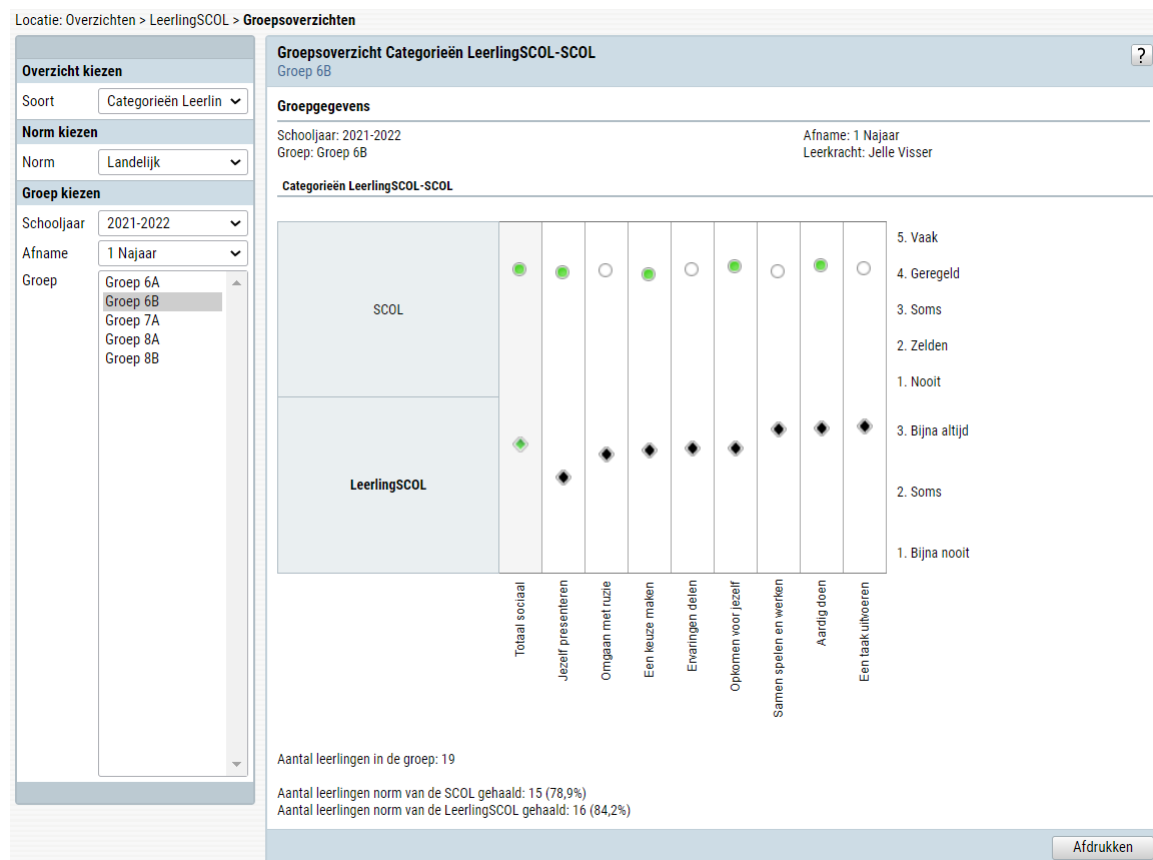 Locatie: Overzichten > LeerlingSCOL > Groepsoverzichten
Overzicht kiezen
Soort Categorieën Leerlin
Norm kiezen
Norm Landelijk
Groep kiezen
Schooljaar 2021-2022
Afname 1 Najaar
Groep Groep 6A
Groep 6B
Groep 7A
Groep 8A
Groep 8B
Groepsoverzicht Categorieën LeerlingSCOL-SCOL ?
Groep 6B
Groepgegevens
Schooljaar: 2021-2022 Afname: 1 Najaar
Groep: Groep 6B Leerkracht: Jelle Visser
Categorieën LeerlingSCOL-SCOL
SCOL
5. Vaak
4. Geregeld
3. Soms
2. Zelden
1. Nooit
LeerlingSCOL
3. Bijna altijd
2. Soms
1. Bijna nooit
Totaal sociaal
Jezelf presenteren
Omgaan met ruzie
Een keuze maken
Ervaringen delen
Opkomen voor jezelf
Samen spelen en werken
Aardig doen
Een taak uitvoeren
Aantal leerlingen in de groep: 19
Aantal leerlingen norm van de SCOL gehaald: 15 (78,9%)
Aantal leerlingen norm van de LeerlingSCOL gehaald: 16 (84,2%)
Afdrukken